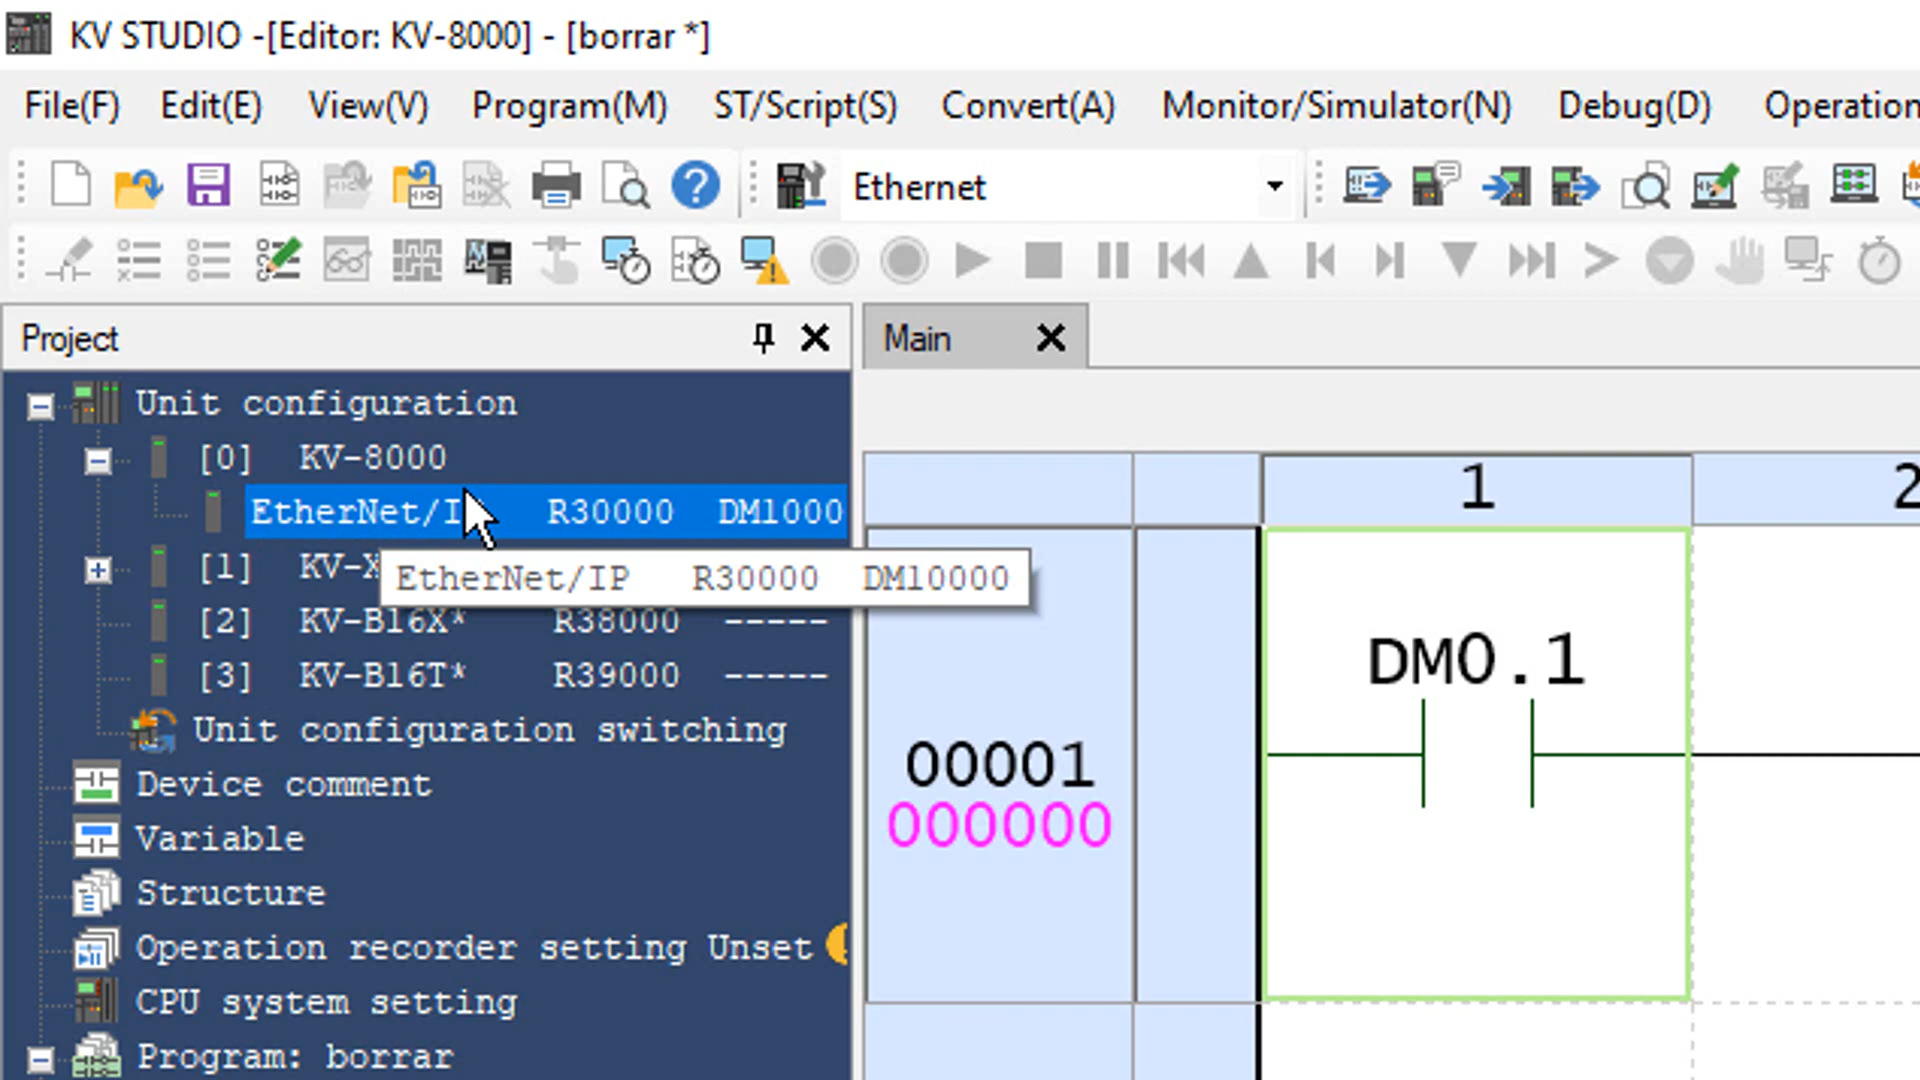 KV STUDIO -[Editor: KV-8000] - [borrar *]
File(F) Edit(E) View(V) Program(M) ST/Script(S) Convert(A) Monitor/Simulator(N) Debug(D) Operation
Ethernet
Project
Main
Unit configuration
[0] KV-8000
EtherNet/I R30000 DM1000
[1] KV-X
EtherNet/IP R30000 DM10000
[2] KV-B16X* R38000 -----
[3] KV-B16T* R39000 -----
Unit configuration switching
Device comment
Variable
Structure
Operation recorder setting Unset
CPU system setting
Program: borrar
1 2
DM0.1
00001
000000